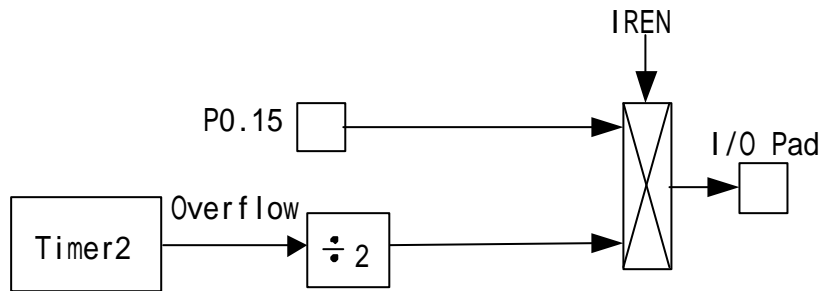 IREN
P0.15
I/O Pad
Overflow
Timer2
÷ 2